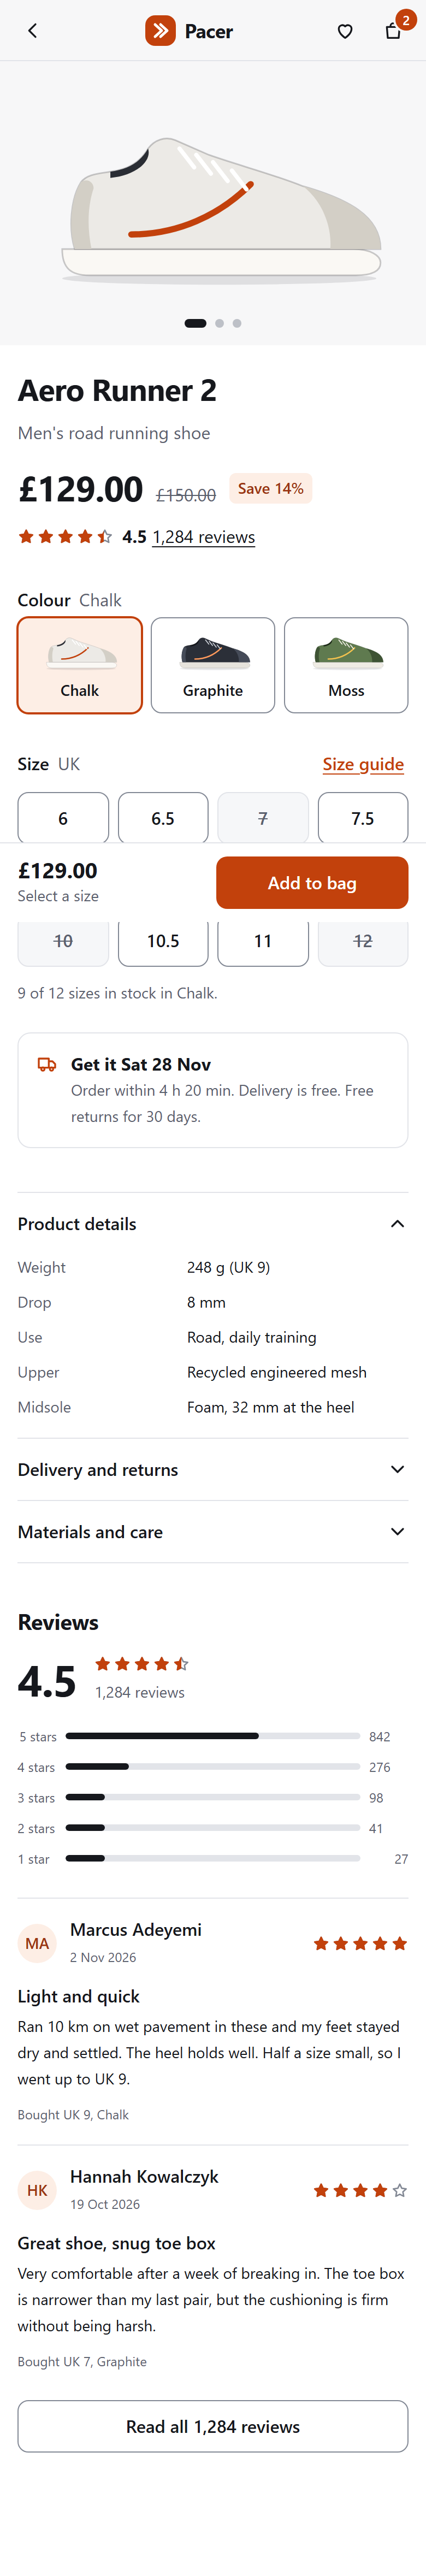 Pacer
2
Aero Runner 2
Men's road running shoe
£129.00 £150.00 Save 14%
4.5 1,284 reviews
Colour Chalk
Chalk
Graphite
Moss
Size UK
Size guide
6
6.5
7
7.5
£129.00
Select a size
Add to bag
10
10.5
11
12
9 of 12 sizes in stock in Chalk.
Get it Sat 28 Nov
Order within 4 h 20 min. Delivery is free. Free
returns for 30 days.
Product details
Weight 248 g (UK 9)
Drop 8 mm
Use Road, daily training
Upper Recycled engineered mesh
Midsole Foam, 32 mm at the heel
Delivery and returns
Materials and care
Reviews
4.5
1,284 reviews
5 stars 842
4 stars 276
3 stars 98
2 stars 41
1 star 27
MA
Marcus Adeyemi
2 Nov 2026
Light and quick
Ran 10 km on wet pavement in these and my feet stayed
dry and settled. The heel holds well. Half a size small, so I
went up to UK 9.
Bought UK 9, Chalk
HK
Hannah Kowalczyk
19 Oct 2026
Great shoe, snug toe box
Very comfortable after a week of breaking in. The toe box
is narrower than my last pair, but the cushioning is firm
without being harsh.
Bought UK 7, Graphite
Read all 1,284 reviews